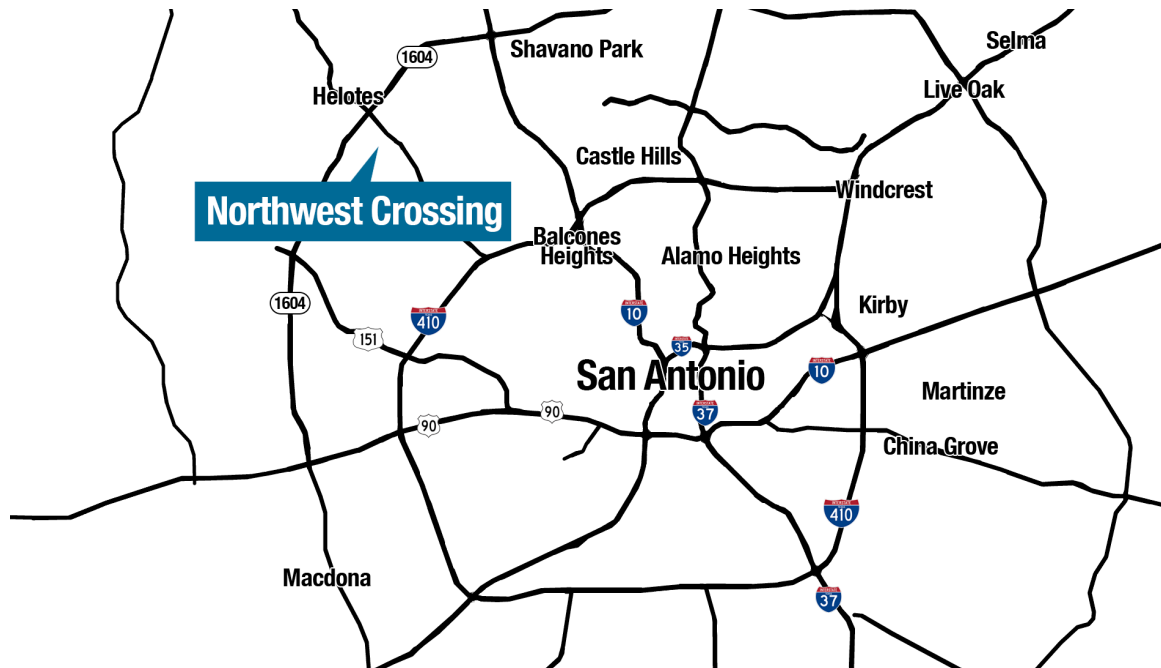 Selma
1604
Shavano Park
Live Oak
Helotes
Castle Hills
Windcrest
Northwest Crossing
Balcones
Heights
Alamo Heights
1604
Kirby
10
410
151
35
10
San Antonio
Martinze
37
90
90
China Grove
410
Macdona
37